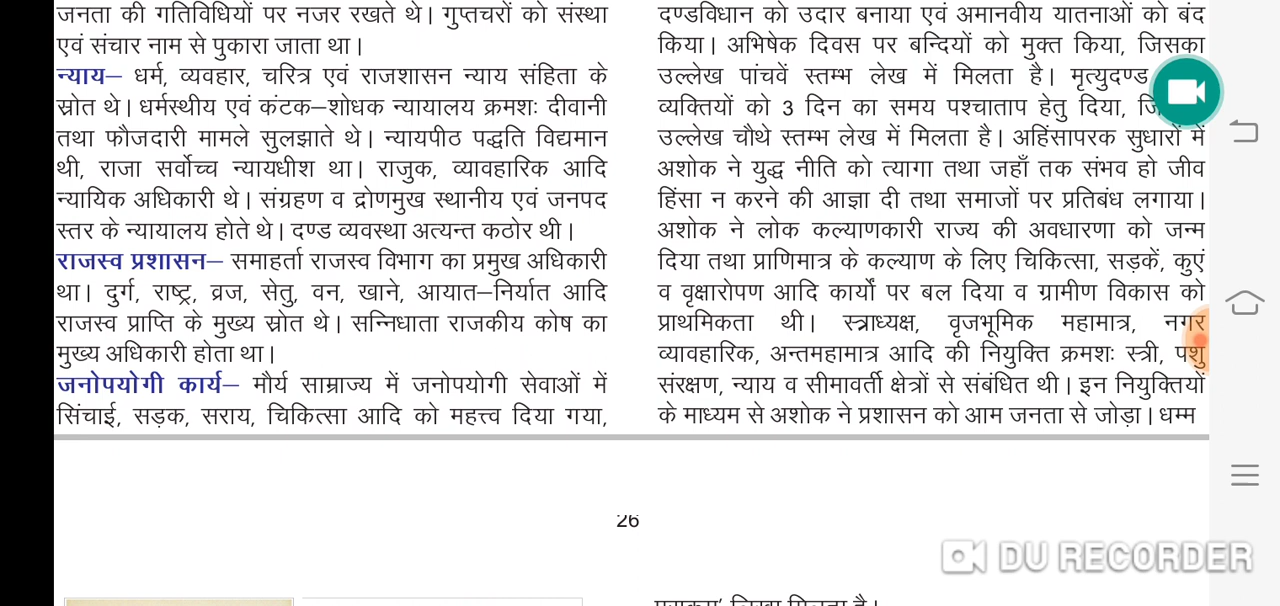 जनता की गतिविधियों पर नजर रखते थे। गुप्तचरों को संस्था
एवं संचार नाम से पुकारा जाता था।
न्याय– धर्म, व्यवहार, चरित्र एवं राजशासन न्याय संहिता के
स्रोत थे। धर्मस्थीय एवं कंटक–शोधक न्यायालय क्रमशः दीवानी
तथा फौजदारी मामले सुलझाते थे। न्यायपीठ पद्धति विद्यमान
थी, राजा सर्वोच्च न्यायधीश था। राजुक, व्यावहारिक आदि
न्यायिक अधिकारी थे। संग्रहण व द्रोणमुख स्थानीय एवं जनपद
स्तर के न्यायालय होते थे। दण्ड व्यवस्था अत्यन्त कठोर थी।
राजस्व प्रशासन– समाहर्ता राजस्व विभाग का प्रमुख अधिकारी
था। दुर्ग, राष्ट्र, व्रज, सेतु, वन, खाने, आयात–निर्यात आदि
राजस्व प्राप्ति के मुख्य स्रोत थे। सन्निधाता राजकीय कोष का
मुख्य अधिकारी होता था।
जनोपयोगी कार्य– मौर्य साम्राज्य में जनोपयोगी सेवाओं में
सिंचाई, सड़क, सराय, चिकित्सा आदि को महत्त्व दिया गया,
दण्डविधान को उदार बनाया एवं अमानवीय यातनाओं को बंद
किया। अभिषेक दिवस पर बन्दियों को मुक्त किया, जिसका
उल्लेख पांचवें स्तम्भ लेख में मिलता है। मृत्युदण्ड
व्यक्तियों को 3 दिन का समय पश्चाताप हेतु दिया,
उल्लेख चौथे स्तम्भ लेख में मिलता है। अहिंसापरक सुधारों में
अशोक ने युद्ध नीति को त्यागा तथा जहाँ तक संभव हो जीव
हिंसा न करने की आज्ञा दी तथा समाजों पर प्रतिबंध लगाया।
अशोक ने लोक कल्याणकारी राज्य की अवधारणा को जन्म
दिया तथा प्राणिमात्र के कल्याण के लिए चिकित्सा, सड़कें, कुएं
व वृक्षारोपण आदि कार्यों पर बल दिया व ग्रामीण विकास को
प्राथमिकता थी। स्त्राध्यक्ष, वृजभूमिक महामात्र, नगर
व्यावहारिक, अन्तमहामात्र आदि की नियुक्ति क्रमशः स्त्री, पशु
संरक्षण, न्याय व सीमावर्ती क्षेत्रों से संबंधित थी। इन नियुक्तियों
के माध्यम से अशोक ने प्रशासन को आम जनता से जोड़ा। धम्म
26
DU RECORDER